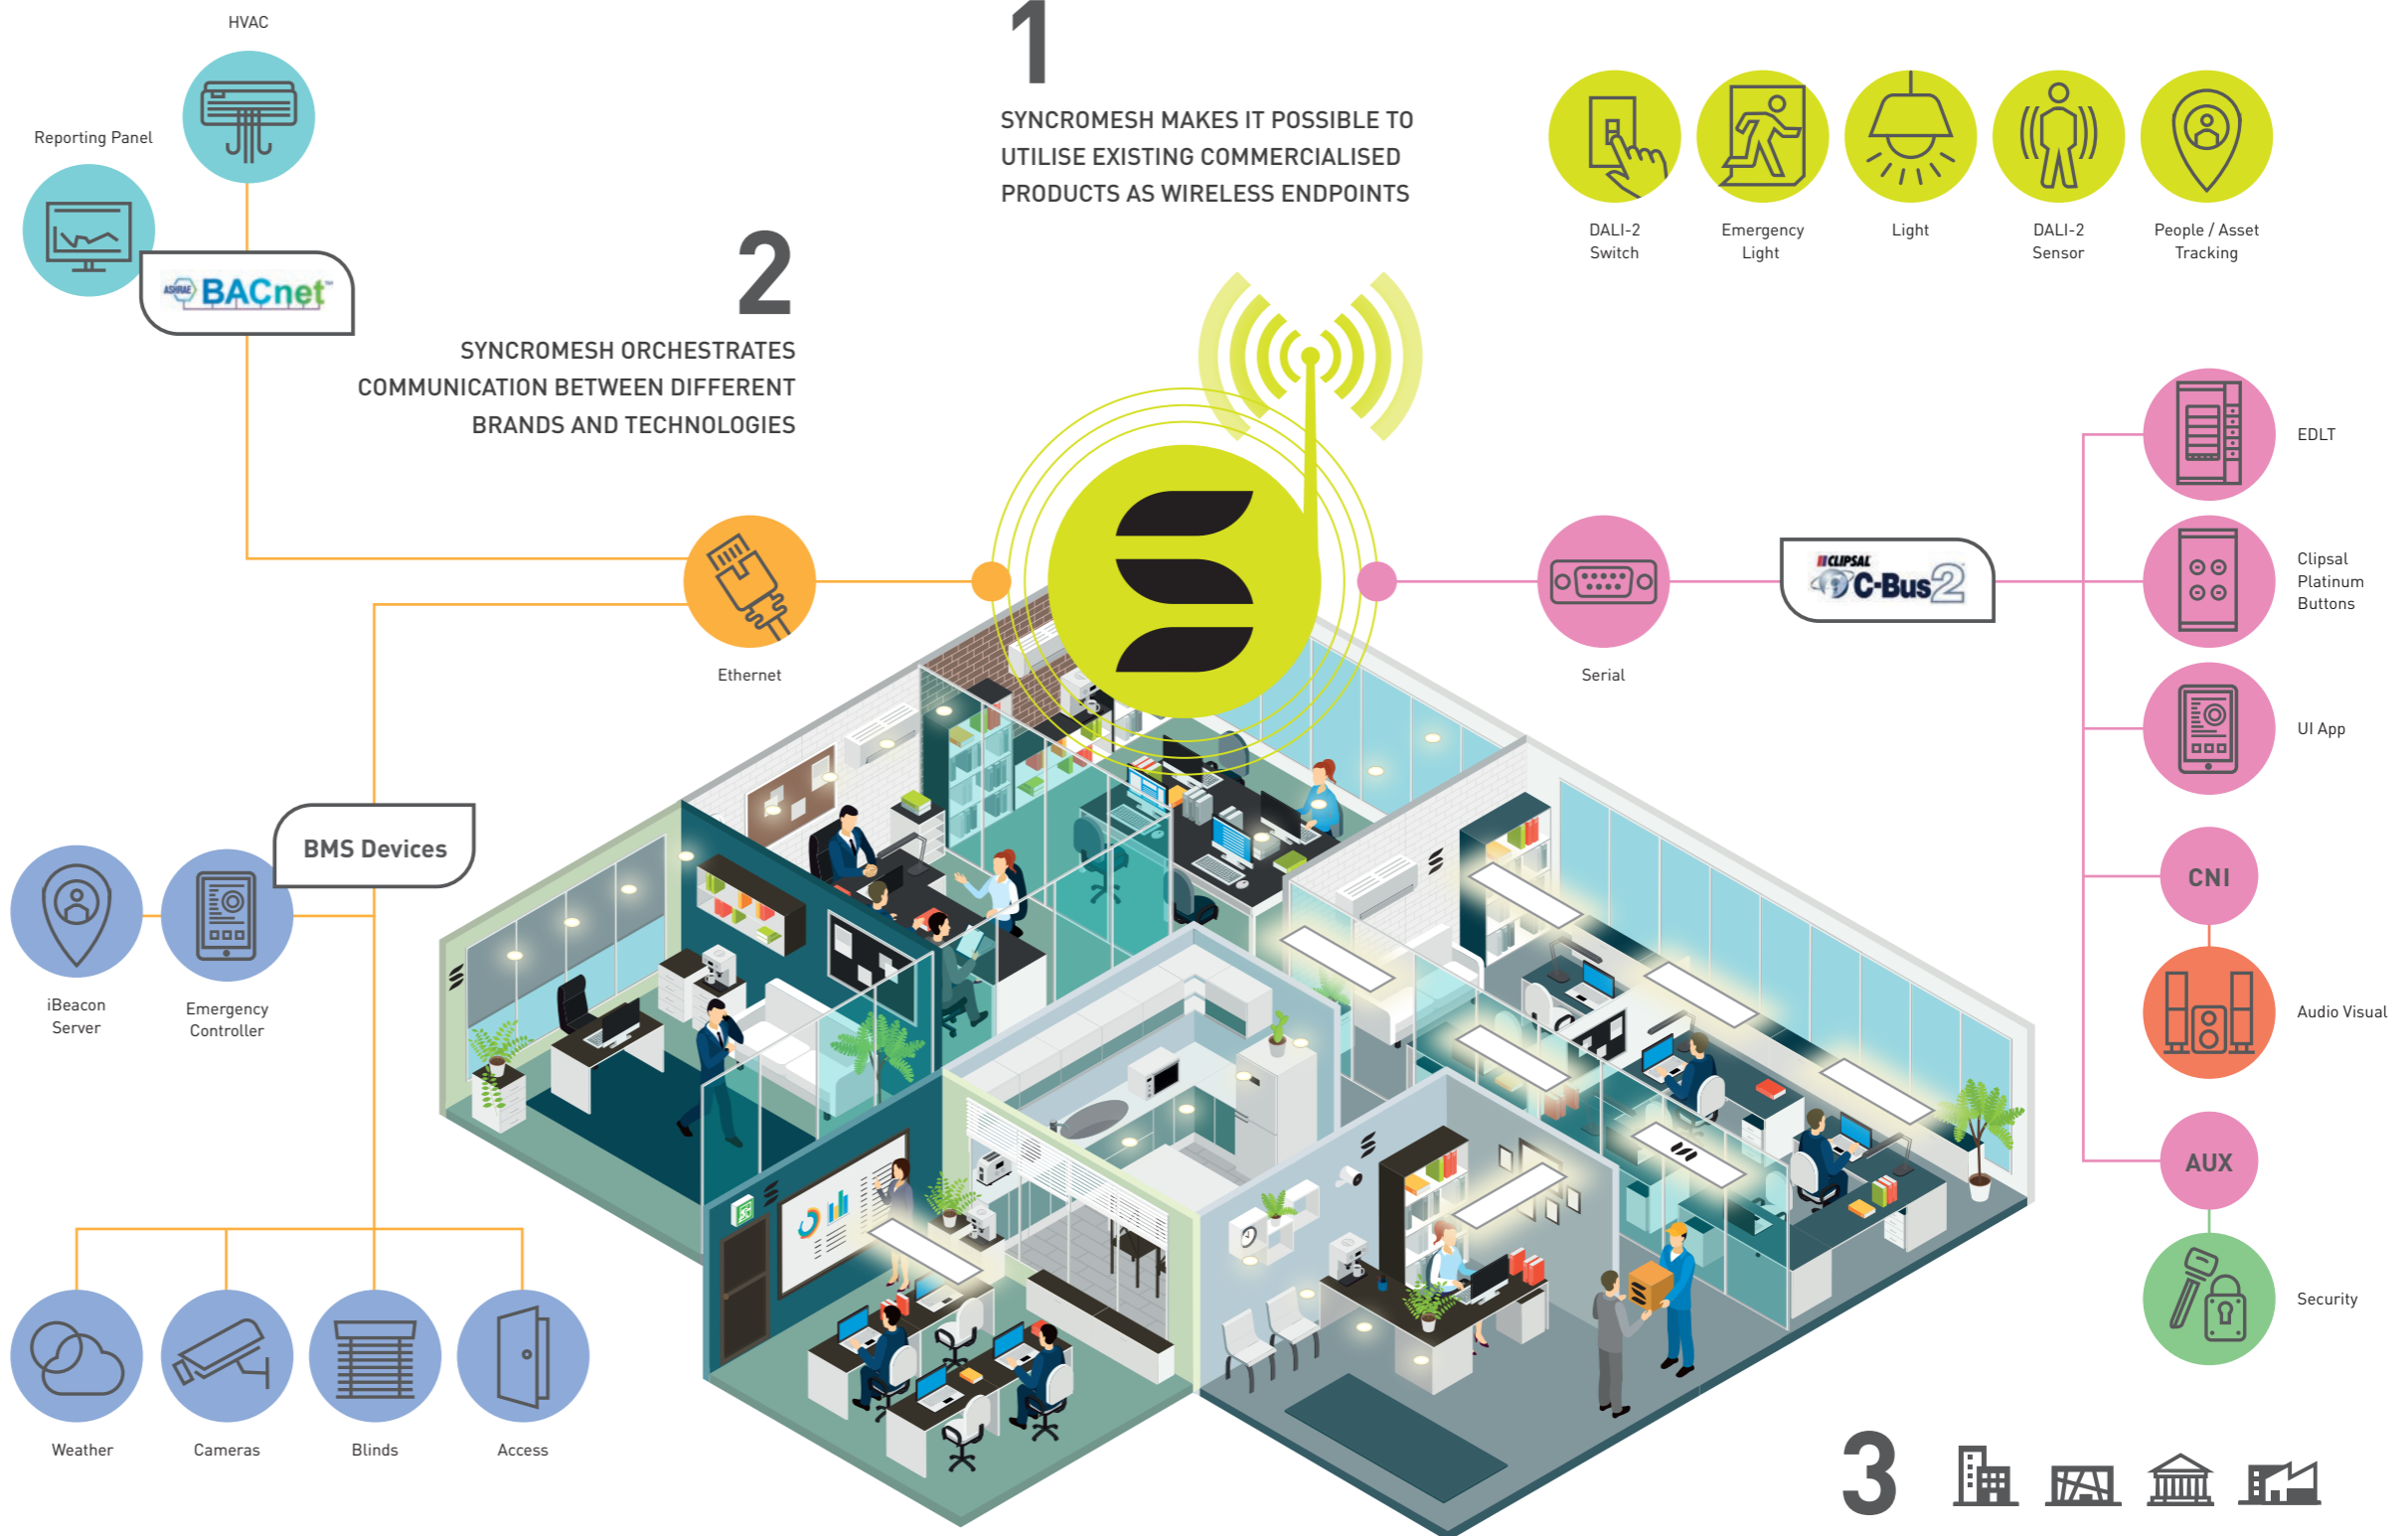 HVAC
Reporting Panel
ASHRAE BACnet™
1
SYNCROMESH MAKES IT POSSIBLE TO
UTILISE EXISTING COMMERCIALISED
PRODUCTS AS WIRELESS ENDPOINTS
DALI-2
Switch
Emergency
Light
Light
DALI-2
Sensor
People / Asset
Tracking
2
SYNCROMESH ORCHESTRATES
COMMUNICATION BETWEEN DIFFERENT
BRANDS AND TECHNOLOGIES
Ethernet
Serial
CLIPSAL
C-Bus2
EDLT
Clipsal
Platinum
Buttons
UI App
CNI
Audio Visual
AUX
Security
BMS Devices
iBeacon
Server
Emergency
Controller
Weather
Cameras
Blinds
Access
3